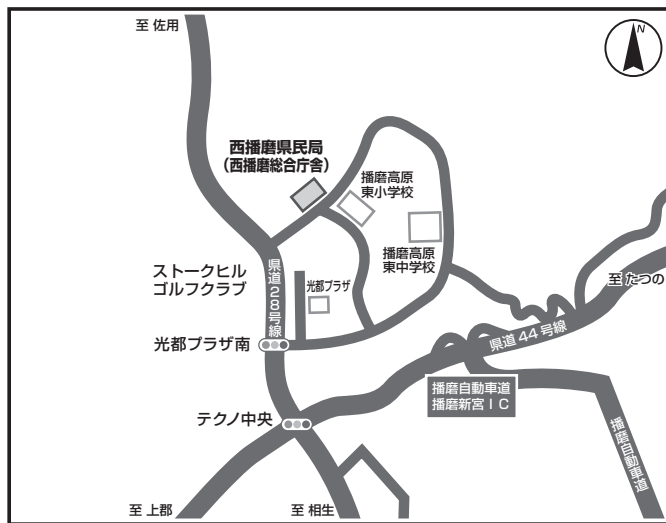 至 佐用
N
西播磨県民局
(西播磨総合庁舎)
播磨高原
東小学校
播磨高原
東中学校
ストークヒル
ゴルフクラブ
県道28号線
光都プラザ
至 たつの
光都プラザ南
県道44号線
播磨自動車道
播磨新宮IC
テクノ中央
播磨自動車道
至 上郡
至 相生